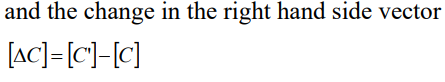 and the change in the right hand side vector
[ΔC]=[C']–[C]